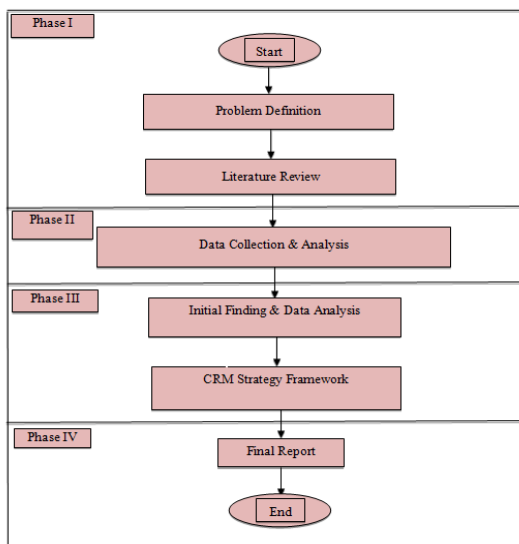 Phase I
Start
Problem Definition
Literature Review
Phase II
Data Collection & Analysis
Phase III
Initial Finding & Data Analysis
CRM Strategy Framework
Phase IV
Final Report
End